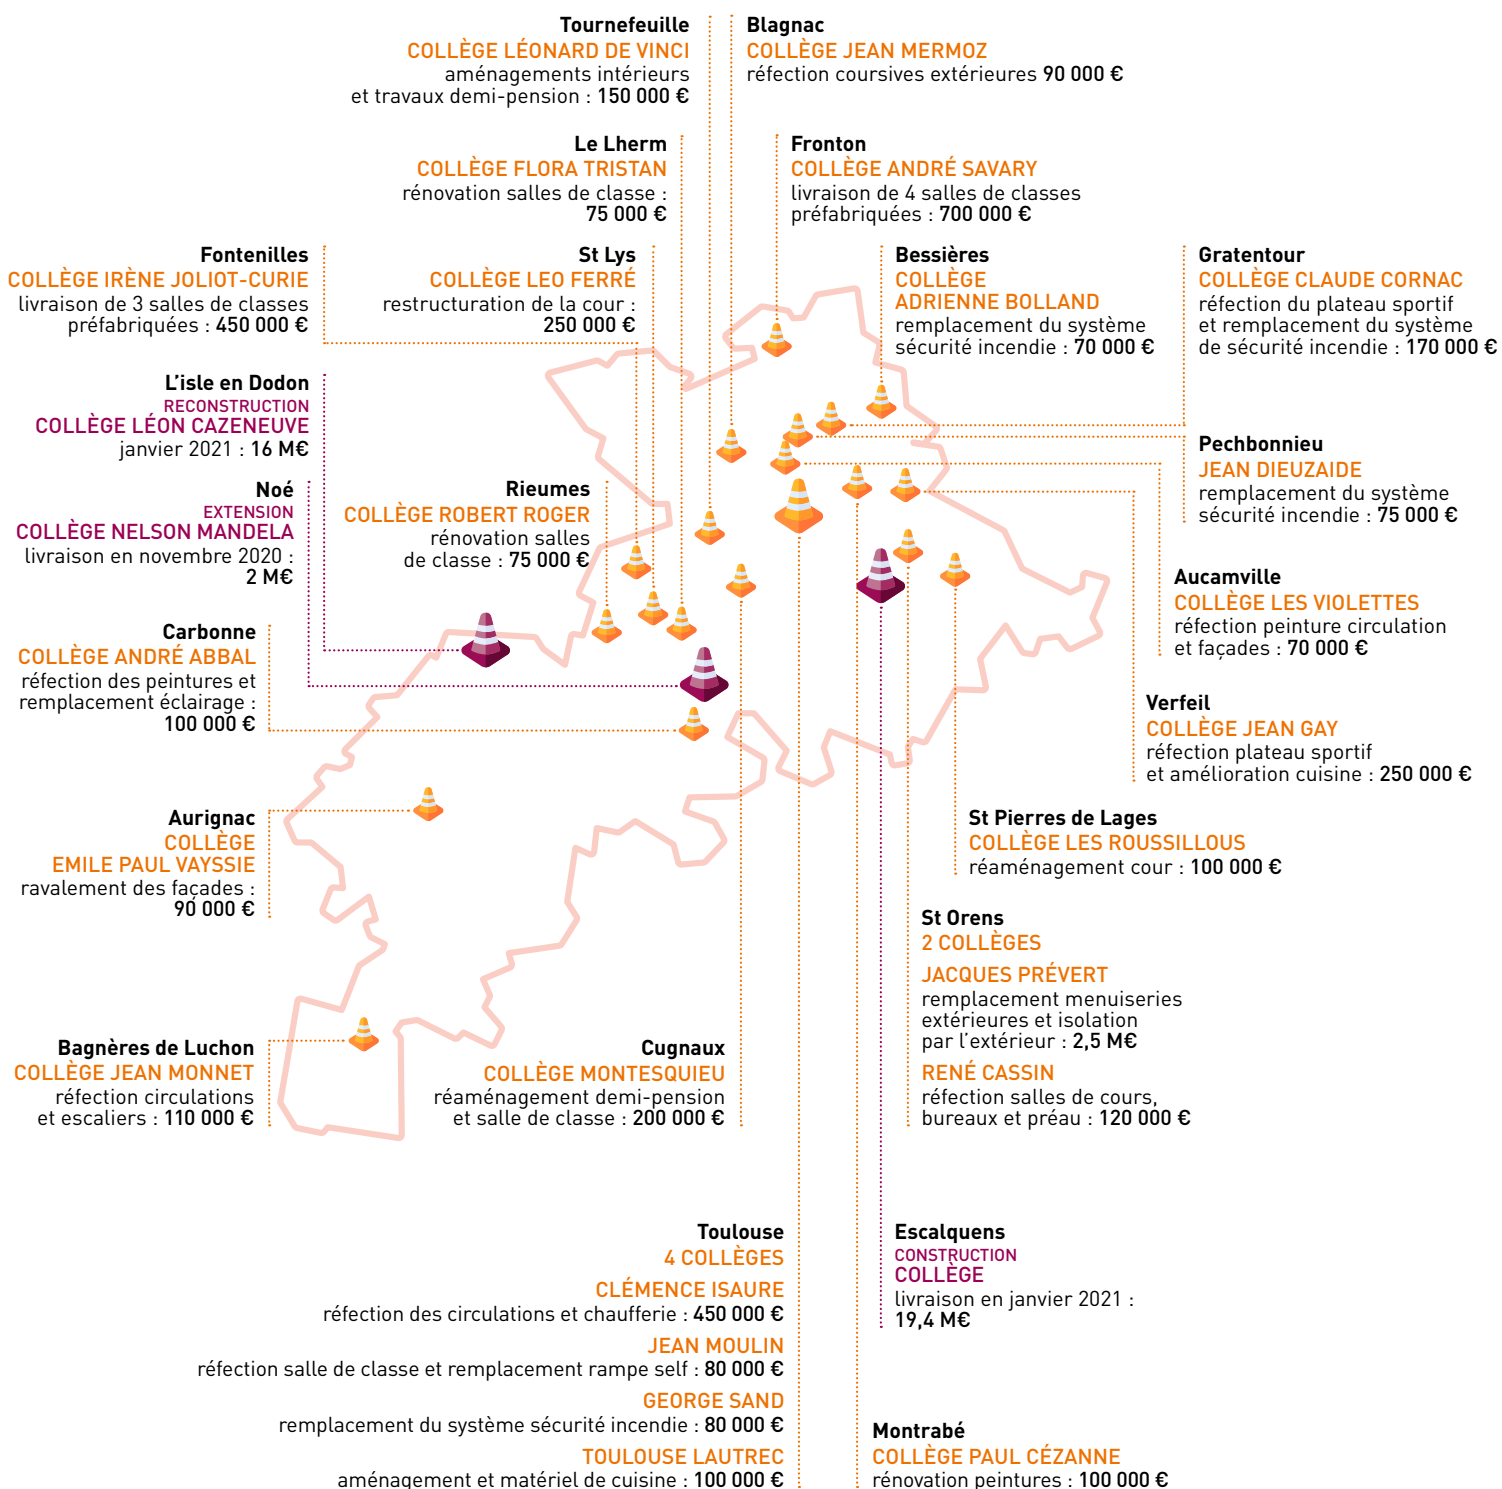 Tournefeuille
COLLÈGE LÉONARD DE VINCI
aménagements intérieurs
et travaux demi-pension : 150 000 €
Blagnac
COLLÈGE JEAN MERMOZ
réfection coursives extérieures 90 000 €
Le Lherm
COLLÈGE FLORA TRISTAN
rénovation salles de classe :
75 000 €
Fronton
COLLÈGE ANDRÉ SAVARY
livraison de 4 salles de classes
préfabriquées : 700 000 €
Fontenilles
COLLÈGE IRÈNE JOLIOT-CURIE
livraison de 3 salles de classes
préfabriquées : 450 000 €
St Lys
COLLÈGE LEO FERRÉ
restructuration de la cour :
250 000 €
Bessières
COLLÈGE
ADRIENNE BOLLAND
remplacement du système
sécurité incendie : 70 000 €
Gratentour
COLLÈGE CLAUDE CORNAC
réfection du plateau sportif
et remplacement du système
de sécurité incendie : 170 000 €
L'isle en Dodon
RECONSTRUCTION
COLLÈGE LÉON CAZENEUVE
janvier 2021 : 16 M€
Pechbonnieu
JEAN DIEUZAIDE
remplacement du système
sécurité incendie : 75 000 €
Noé
EXTENSION
COLLÈGE NELSON MANDELA
livraison en novembre 2020 :
2 M€
Rieumes
COLLÈGE ROBERT ROGER
rénovation salles
de classe : 75 000 €
Aucamville
COLLÈGE LES VIOLETTES
réfection peinture circulation
et façades : 70 000 €
Carbonne
COLLÈGE ANDRÉ ABBAL
réfection des peintures et
remplacement éclairage :
100 000 €
Verfeil
COLLÈGE JEAN GAY
réfection plateau sportif
et amélioration cuisine : 250 000 €
Aurignac
COLLÈGE
EMILE PAUL VAYSSIE
ravalement des façades :
90 000 €
St Pierres de Lages
COLLÈGE LES ROUSSILLOUS
réaménagement cour : 100 000 €
St Orens
2 COLLÈGES
JACQUES PRÉVERT
remplacement menuiseries
extérieures et isolation
par l'extérieur : 2,5 M€
RENÉ CASSIN
réfection salles de cours,
bureaux et préau : 120 000 €
Bagnères de Luchon
COLLÈGE JEAN MONNET
réfection circulations
et escaliers : 110 000 €
Cugnaux
COLLÈGE MONTESQUIEU
réaménagement demi-pension
et salle de classe : 200 000 €
Toulouse
4 COLLÈGES
CLÉMENCE ISAURE
réfection des circulations et chaufferie : 450 000 €
JEAN MOULIN
réfection salle de classe et remplacement rampe self : 80 000 €
GEORGE SAND
remplacement du système sécurité incendie : 80 000 €
TOULOUSE LAUTREC
aménagement et matériel de cuisine : 100 000 €
Escalquens
CONSTRUCTION
COLLÈGE
livraison en janvier 2021 :
19,4 M€
Montrabé
COLLÈGE PAUL CÉZANNE
rénovation peintures : 100 000 €